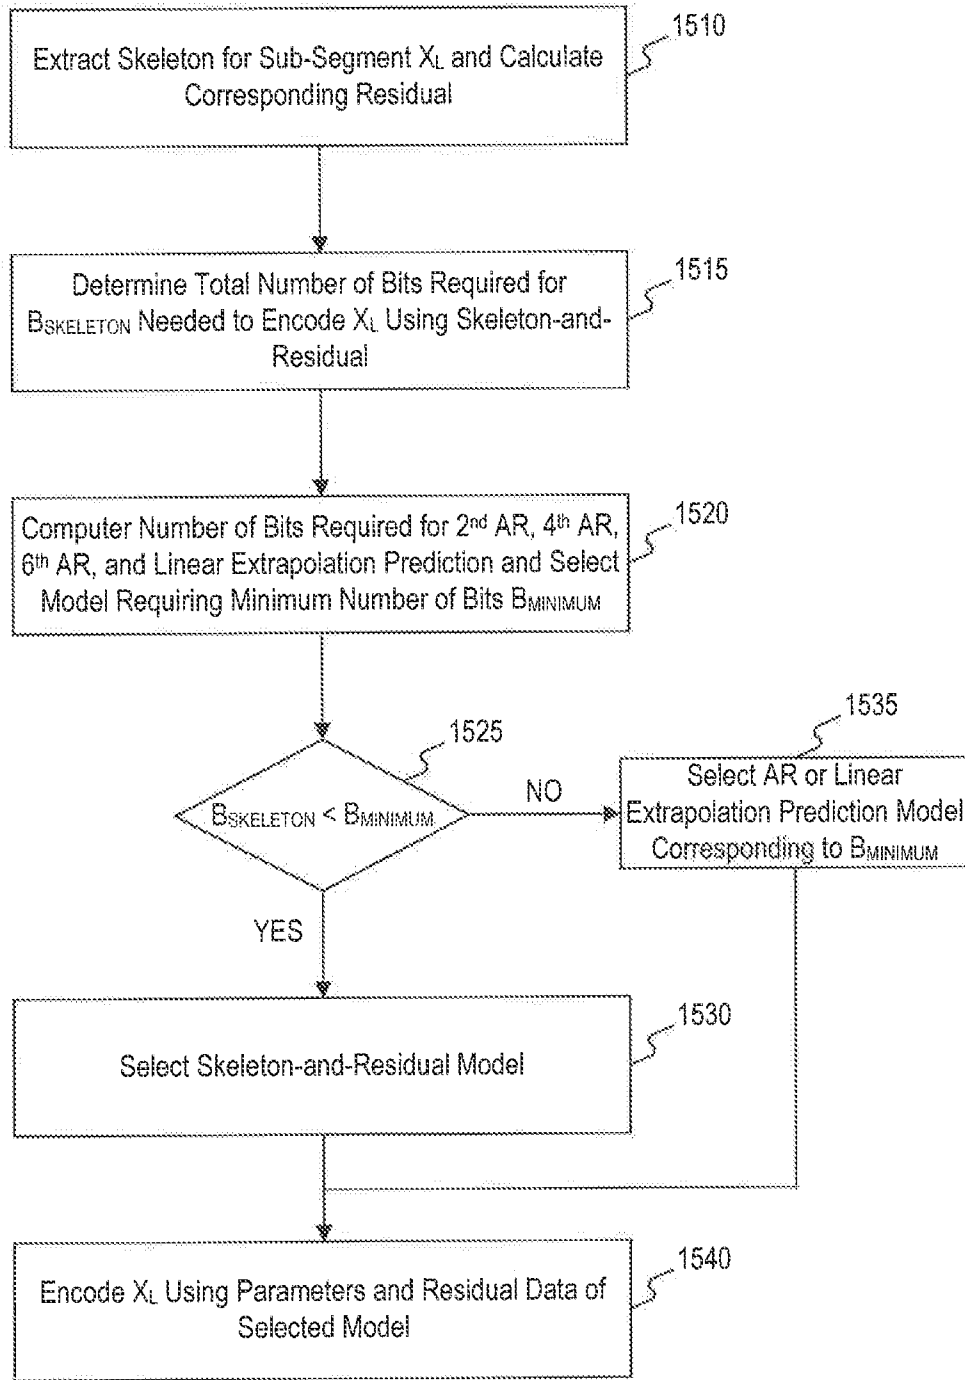 1510
Extract Skeleton for Sub-Segment XL and Calculate
Corresponding Residual
1515
Determine Total Number of Bits Required for
BSKELETON Needed to Encode XL Using Skeleton-and-
Residual
1520
Computer Number of Bits Required for 2nd AR, 4th AR,
6th AR, and Linear Extrapolation Prediction and Select
Model Requiring Minimum Number of Bits BMINIMUM
1525
BSKELETON < BMINIMUM
NO
1535
Select AR or Linear
Extrapolation Prediction Model
Corresponding to BMINIMUM
YES
1530
Select Skeleton-and-Residual Model
1540
Encode XL Using Parameters and Residual Data of
Selected Model